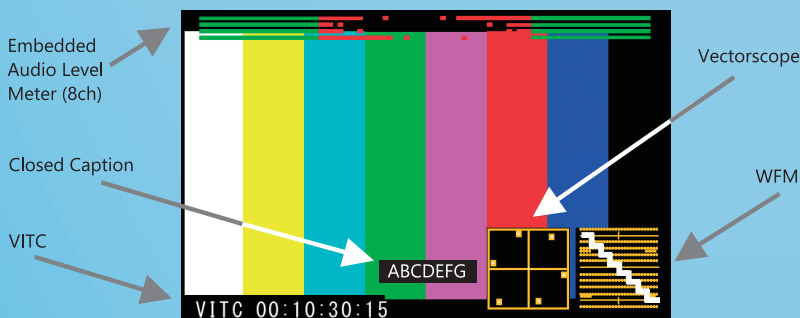 Embedded
Audio Level
Meter (8ch)
Vectorscope
Closed Caption
WFM
VITC
ABCDEFG
VITC 00:10:30:15